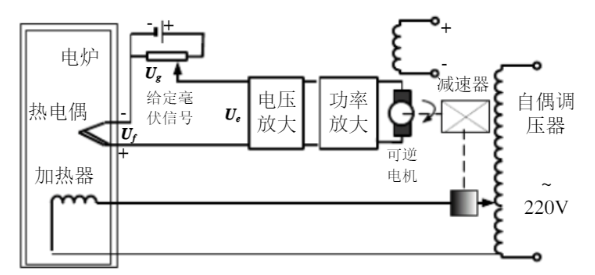 - +
+
电炉
U_g
-
减速器
热电偶
给定毫
伏信号
U_e
电压
放大
功率
放大
自偶调
压器
-
U_f
+
可逆
电机
加热器
~
220V